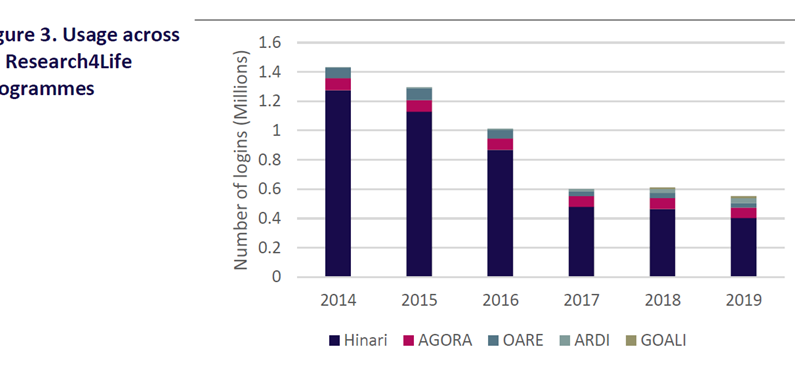 gure 3. Usage across
Research4Life
ogrammes
Number of logins (Millions)
1.6
1.4
1.2
1
0.8
0.6
0.4
0.2
0
2014 2015 2016 2017 2018 2019
Hinari AGORA OARE ARDI GOALI